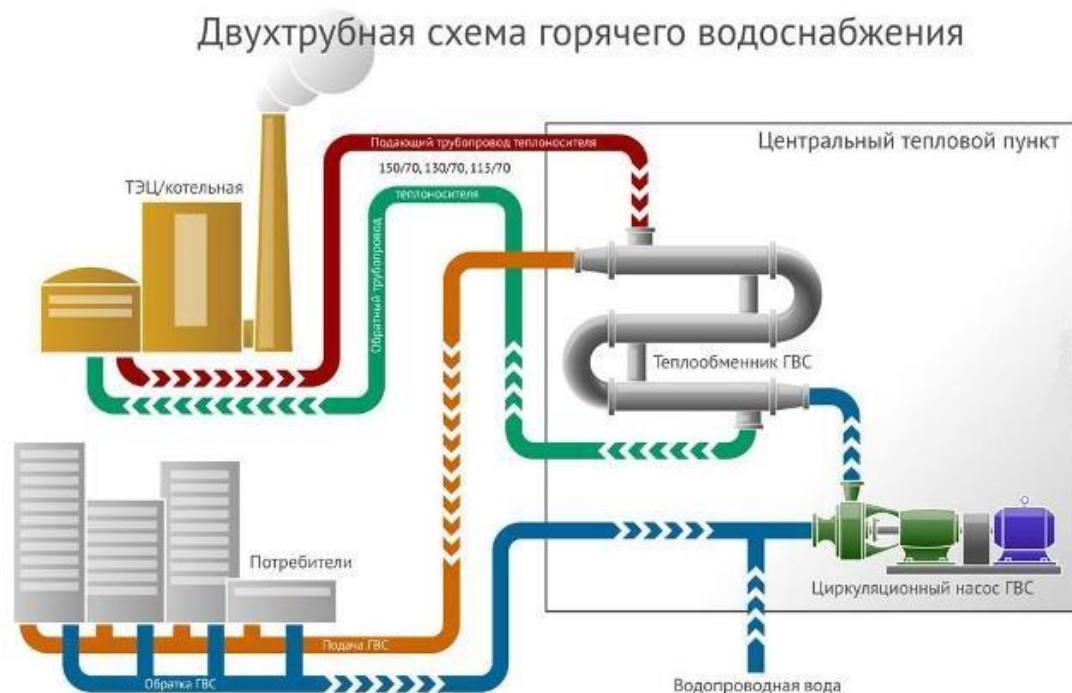 Двухтрубная схема горячего водоснабжения
Подающий трубопровод теплоносителя
Центральный тепловой пункт
150/70, 130/70, 115/70
ТЭЦ/котельная
теплоносителя
Обратный трубопровод
Теплообменник ГВС
Потребители
Циркуляционный насос ГВС
Подача ГВС
Обратка ГВС
Водопроводная вода